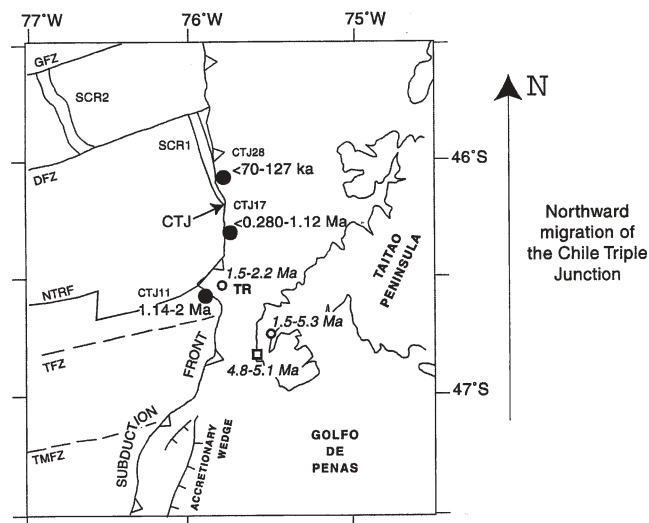 77°W 76°W 75°W
GFZ
SCR2
SCR1
CTJ28
<70-127 ka
46°S
DFZ
CTJ17
CTJ
<0.280-1.12 Ma
TAITAO
PENINSULA
1.5-2.2 Ma
TR
NTRF
CTJ11
1.14-2 Ma
1.5-5.3 Ma
TFZ
4.8-5.1 Ma
47°S
SUBDUCTION FRONT
TMFZ
ACCRETIONARY
WEDGE
GOLFO
DE
PENAS
N
Northward
migration of
the Chile Triple
Junction